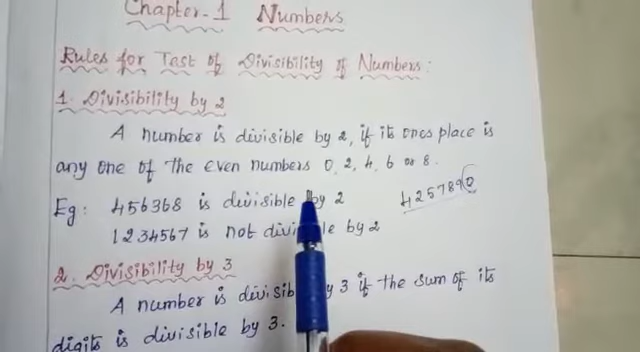 Chapter-1 Numbers
Rules for Test of Divisibility of Numbers:
1. Divisibility by 2
A number is divisible by 2, if its ones place is
any one of the even numbers 0, 2, 4, 6 or 8.
Eg: 456368 is divisible by 2
4257890
1234567 is not divi le by 2
2. Divisibility by 3
A number is divisib y 3 if the sum of its
digits is divisible by 3.